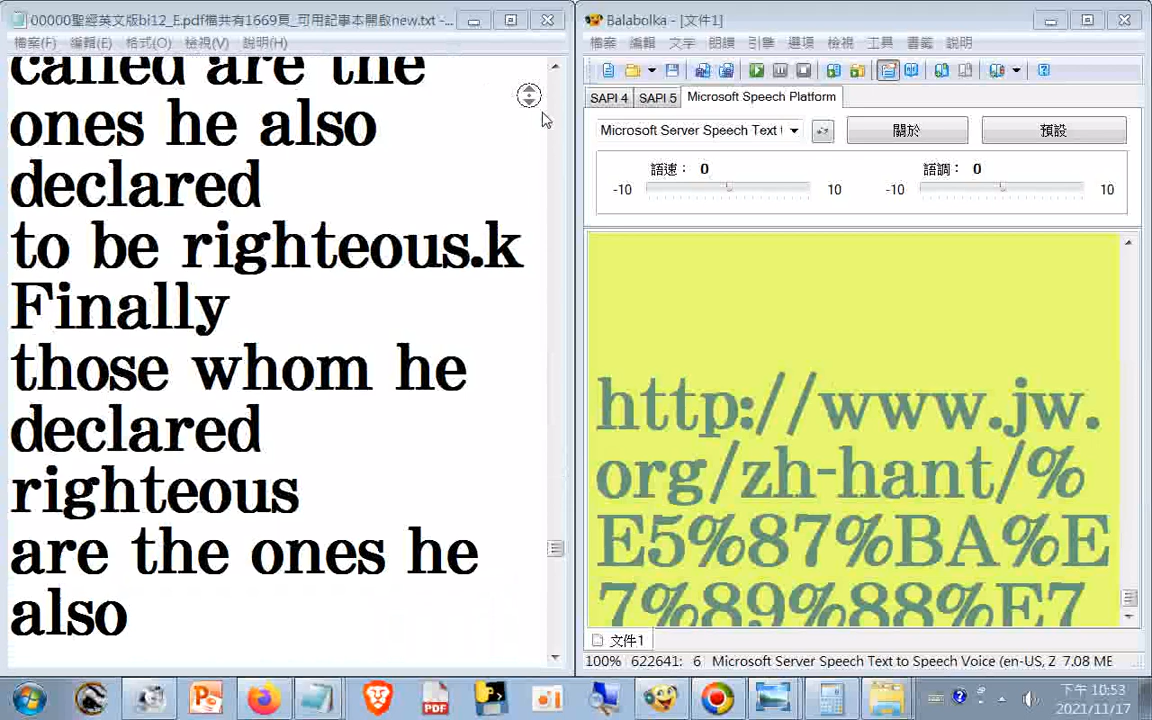 00000聖經英文版bi12_E.pdf檔共有1669頁_可用記事本開啟new.txt -...
檔案(F) 編輯(E) 格式(O) 檢視(V) 說明(H)
called are the
ones he also
declared
to be righteous.k
Finally
those whom he
declared
righteous
are the ones he
also
Balabolka - [文件1]
檔案 編輯 文字 朗讀 引擎 選項 檢視 工具 書籤 說明
SAPI 4 SAPI 5 Microsoft Speech Platform
Microsoft Server Speech Text 關於 預設
語速： 0 語調： 0
-10 10 -10 10
http://www.jw.
org/zh-hant/%
E5%87%BA%E
7%89%88%E7
文件1
100% 622641: 6 Microsoft Server Speech Text to Speech Voice (en-US, Z 7.08 ME
PDF
下午 10:53
2021/11/17